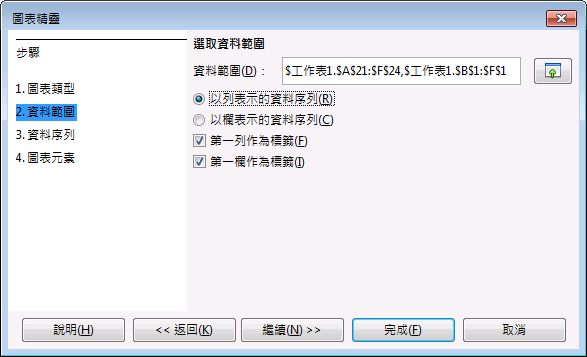 圖表精靈
步驟
1. 圖表類型
2. 資料範圍
3. 資料序列
4. 圖表元素
選取資料範圍
資料範圍(D)：
$工作表1.$A$21:$F$24,$工作表1.$B$1:$F$1
以列表示的資料序列(R)
以欄表示的資料序列(C)
第一列作為標籤(F)
第一欄作為標籤(I)
說明(H)
<< 返回(K)
繼續(N) >>
完成(F)
取消